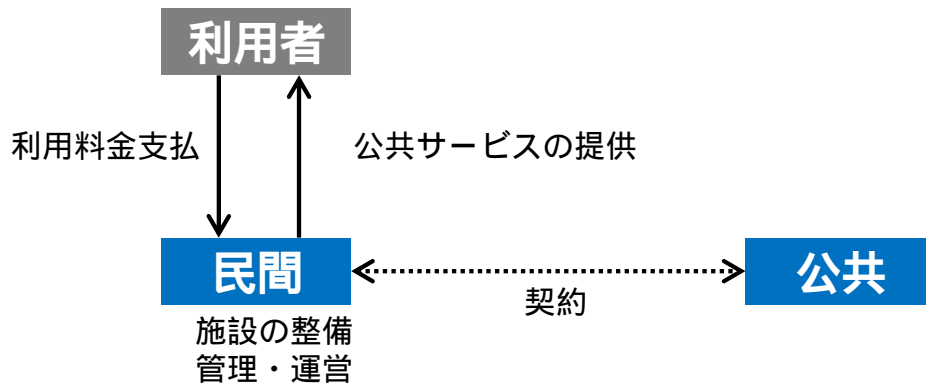 利用者
利用料金支払
公共サービスの提供
民間
公共
契約
施設の整備
管理・運営